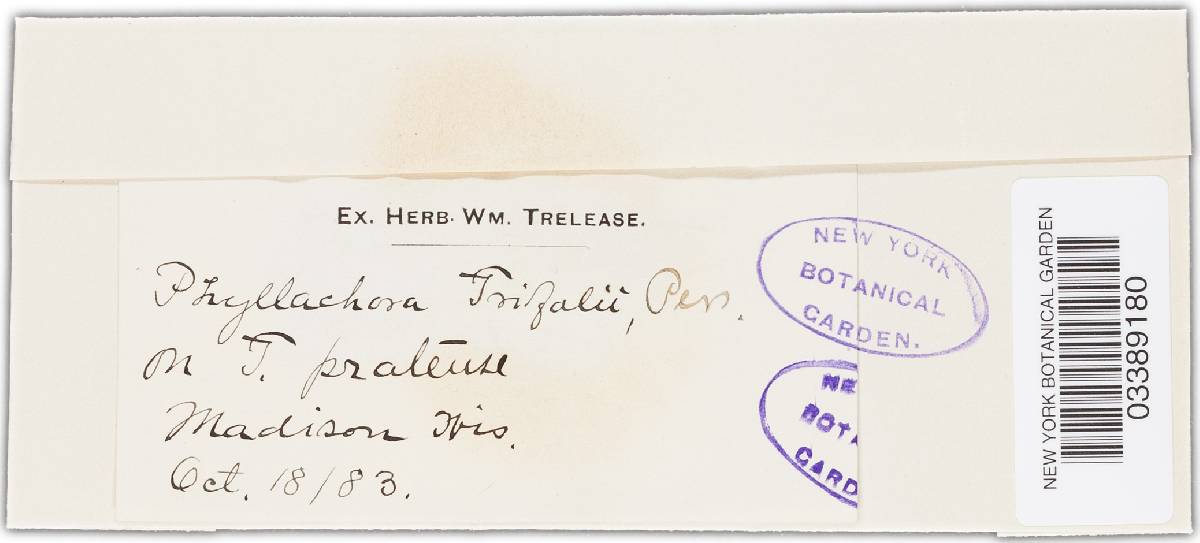 EX. HERB. WM. TRELEASE.
Phyllachora Trifolii, Pers.
on T. pratense
Madison Wis.
Oct. 18/83.
NEW YORK
BOTANICAL
GARDEN.
NE
BOTA
GARD
NEW YORK BOTANICAL GARDEN
03389180